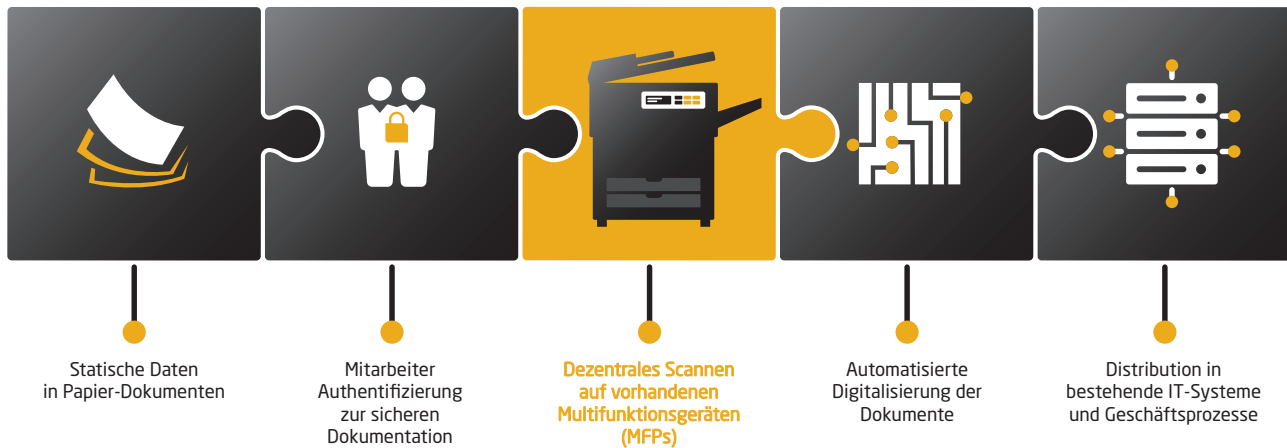 Statische Daten
in Papier-Dokumenten
Mitarbeiter
Authentifizierung
zur sicheren
Dokumentation
Dezentrales Scannen
auf vorhandenen
Multifunktionsgeräten
(MFPs)
Automatisierte
Digitalisierung der
Dokumente
Distribution in
bestehende IT-Systeme
und Geschäftsprozesse